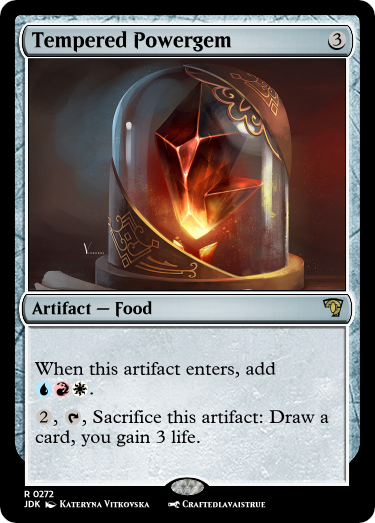 Tempered Powergem 3
Artifact — Food
When this artifact enters, add
.
2, , Sacrifice this artifact: Draw a
card, you gain 3 life.
R 0272
JDK Kateryna Vitkovska Craftedlavaistrue